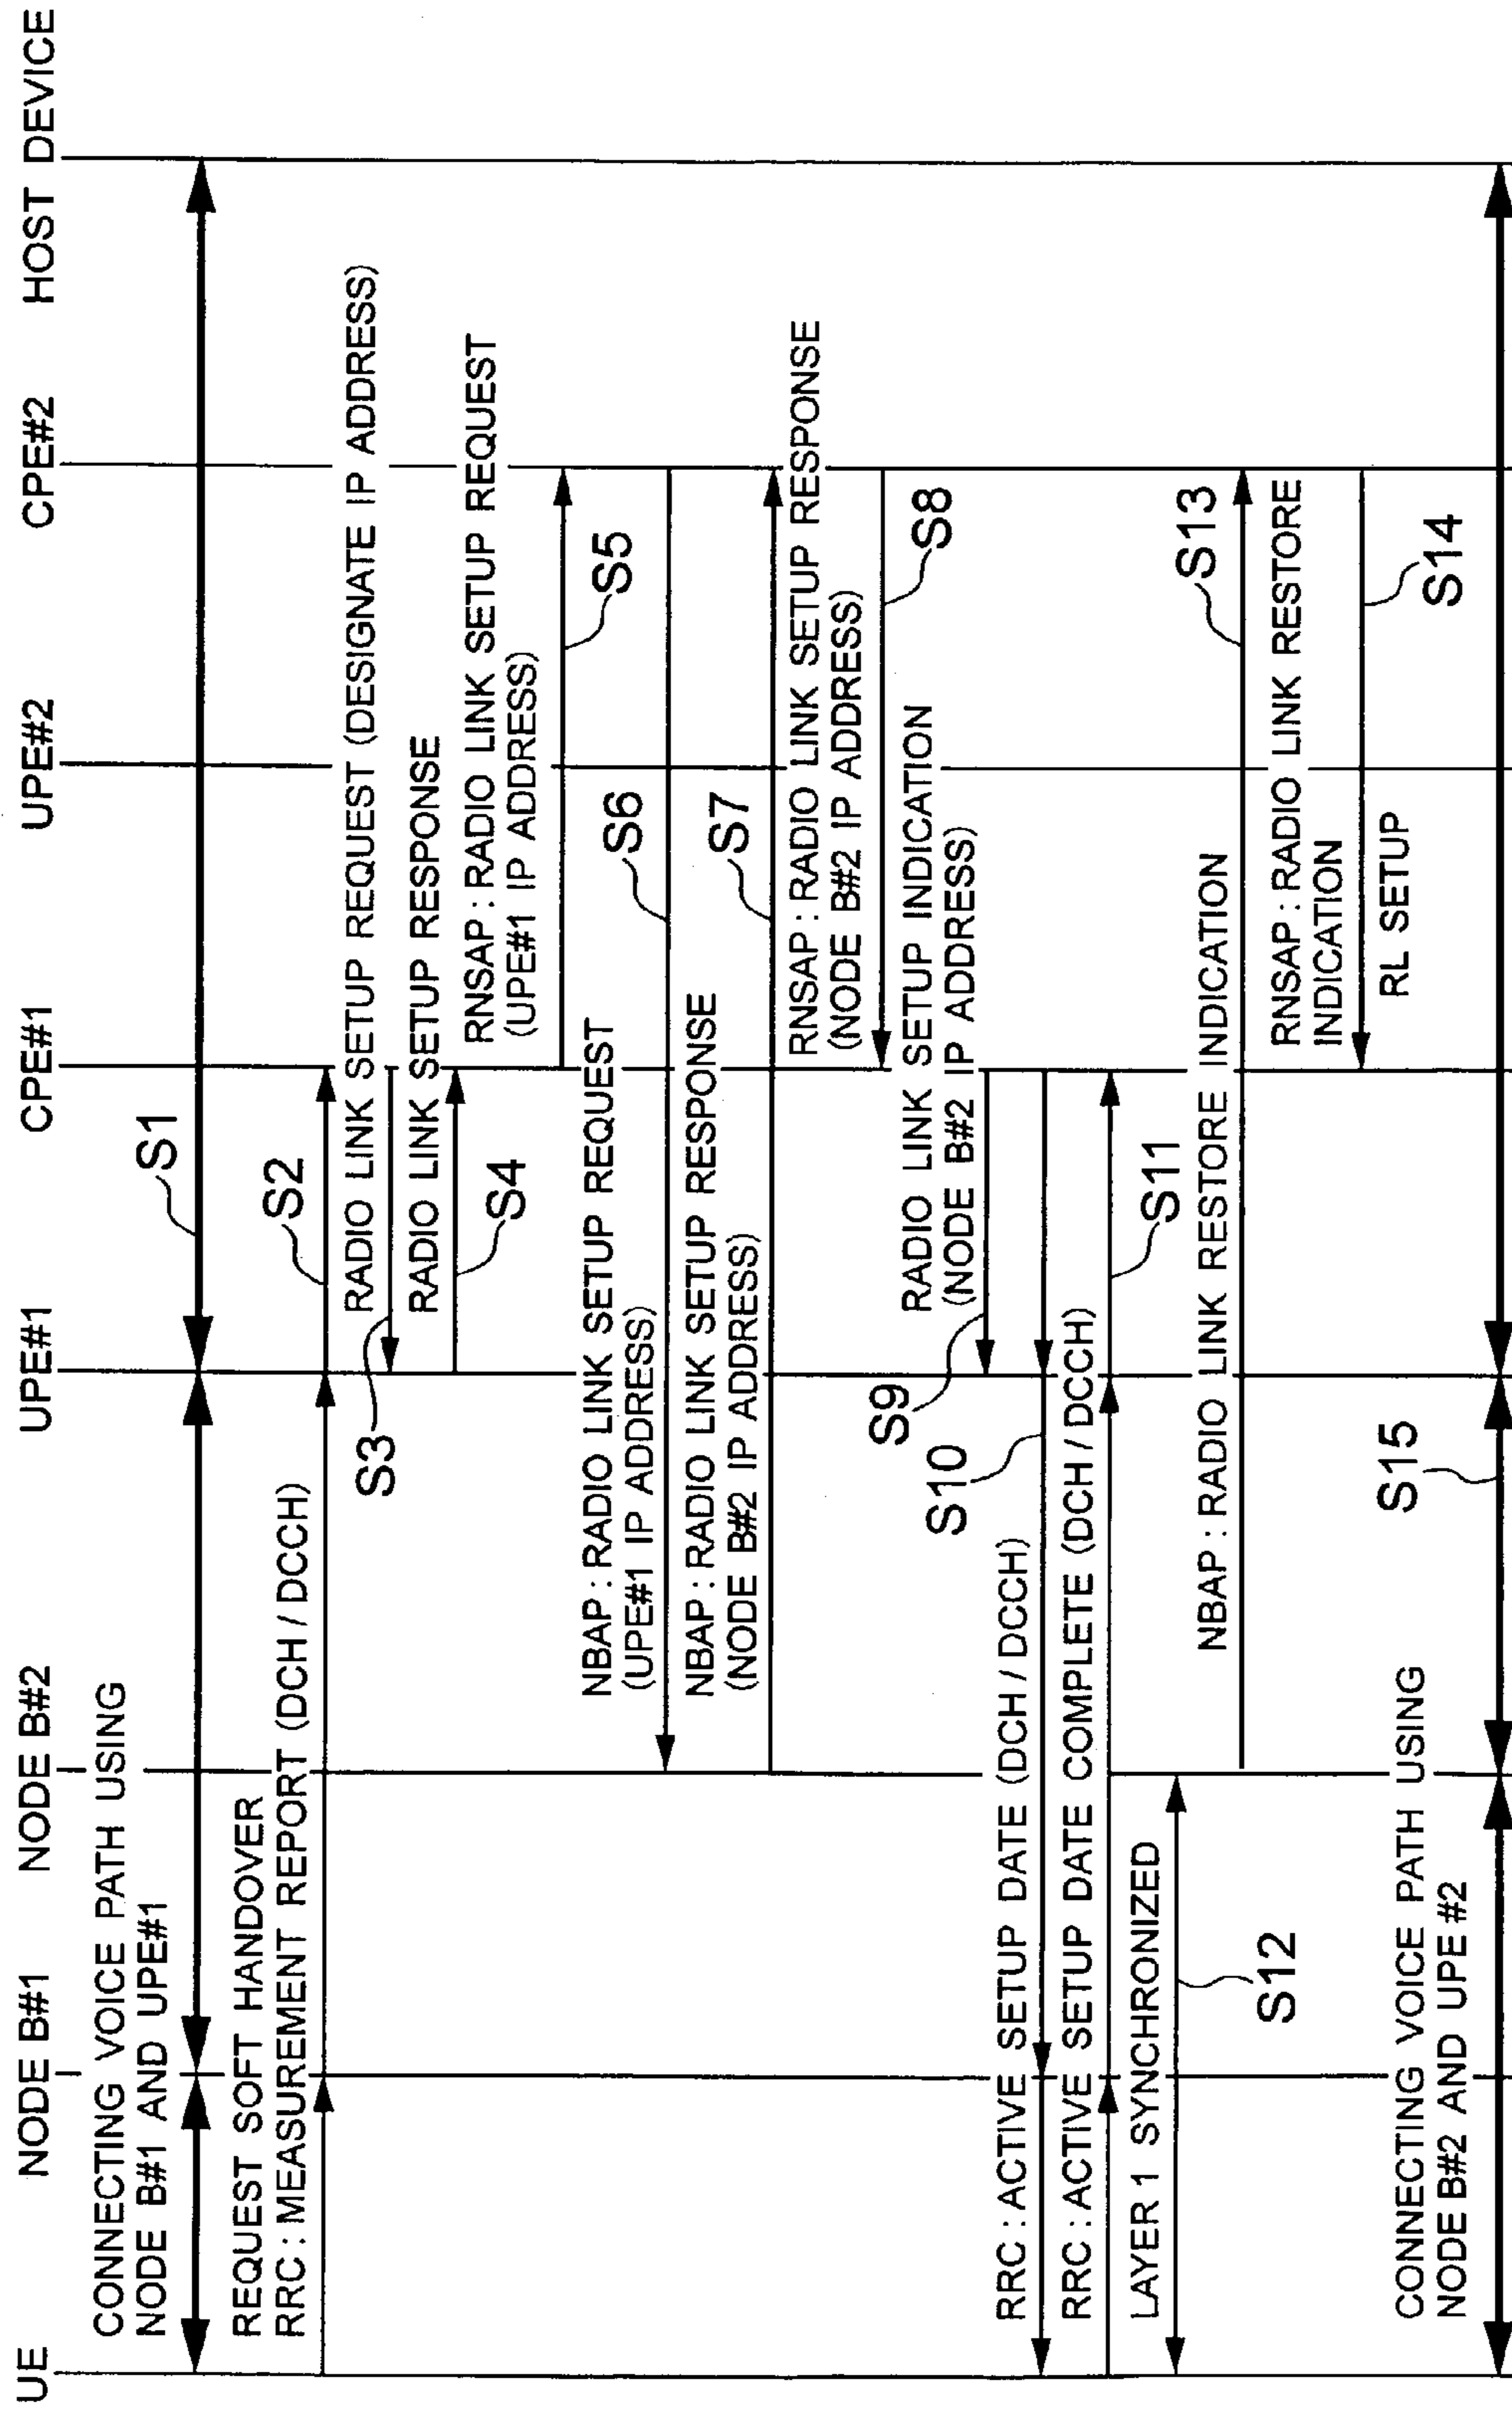 UE
NODE B#1
NODE B#2
UPE#1
CPE#1
UPE#2
CPE#2
HOST DEVICE
CONNECTING VOICE PATH USING
NODE B#1 AND UPE#1
S1
REQUEST SOFT HANDOVER
RRC : MEASUREMENT REPORT (DCH / DCCH)
S2
RADIO LINK SETUP REQUEST (DESIGNATE IP ADDRESS)
S3
RADIO LINK SETUP RESPONSE
S4
RNSAP : RADIO LINK SETUP REQUEST
(UPE#1 IP ADDRESS)
S5
NBAP : RADIO LINK SETUP REQUEST
(UPE#1 IP ADDRESS)
S6
NBAP : RADIO LINK SETUP RESPONSE
(NODE B#2 IP ADDRESS)
S7
RNSAP : RADIO LINK SETUP RESPONSE
(NODE B#2 IP ADDRESS)
S8
RADIO LINK SETUP INDICATION
(NODE B#2 IP ADDRESS)
S9
RRC : ACTIVE SETUP DATE (DCH / DCCH)
S10
RRC : ACTIVE SETUP DATE COMPLETE (DCH / DCCH)
S11
LAYER 1 SYNCHRONIZED
S12
NBAP : RADIO LINK RESTORE INDICATION
S13
RNSAP : RADIO LINK RESTORE
INDICATION
S14
RL SETUP
CONNECTING VOICE PATH USING
NODE B#2 AND UPE #2
S15